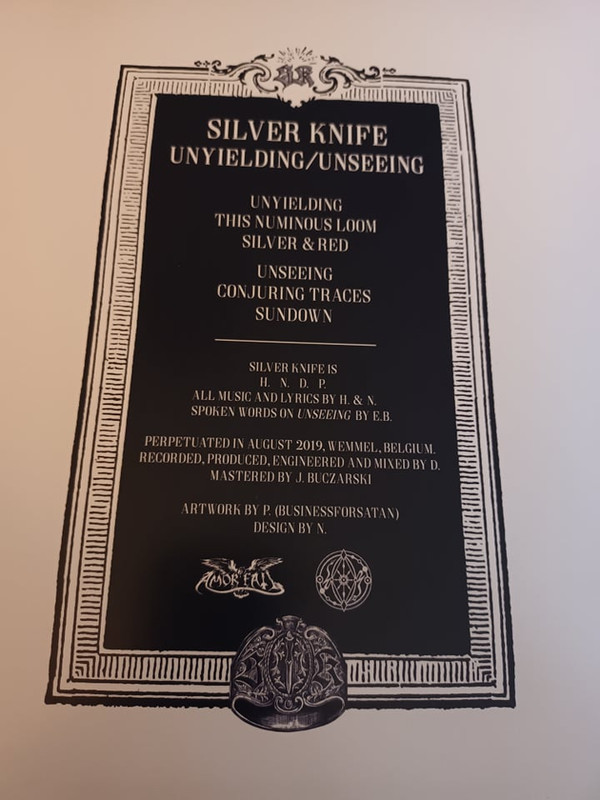 SK
SILVER KNIFE
UNYIELDING/UNSEEING
UNYIELDING
THIS NUMINOUS LOOM
SILVER & RED
UNSEEING
CONJURING TRACES
SUNDOWN
SILVER KNIFE IS
H. N. D. P.
ALL MUSIC AND LYRICS BY H. & N.
SPOKEN WORDS ON UNSEEING BY E.B.
PERPETUATED IN AUGUST 2019, WEMMEL, BELGIUM.
RECORDED, PRODUCED, ENGINEERED AND MIXED BY D.
MASTERED BY J. BUCZARSKI
ARTWORK BY P. (BUSINESSFORSATAN)
DESIGN BY N.
AMOR FATI